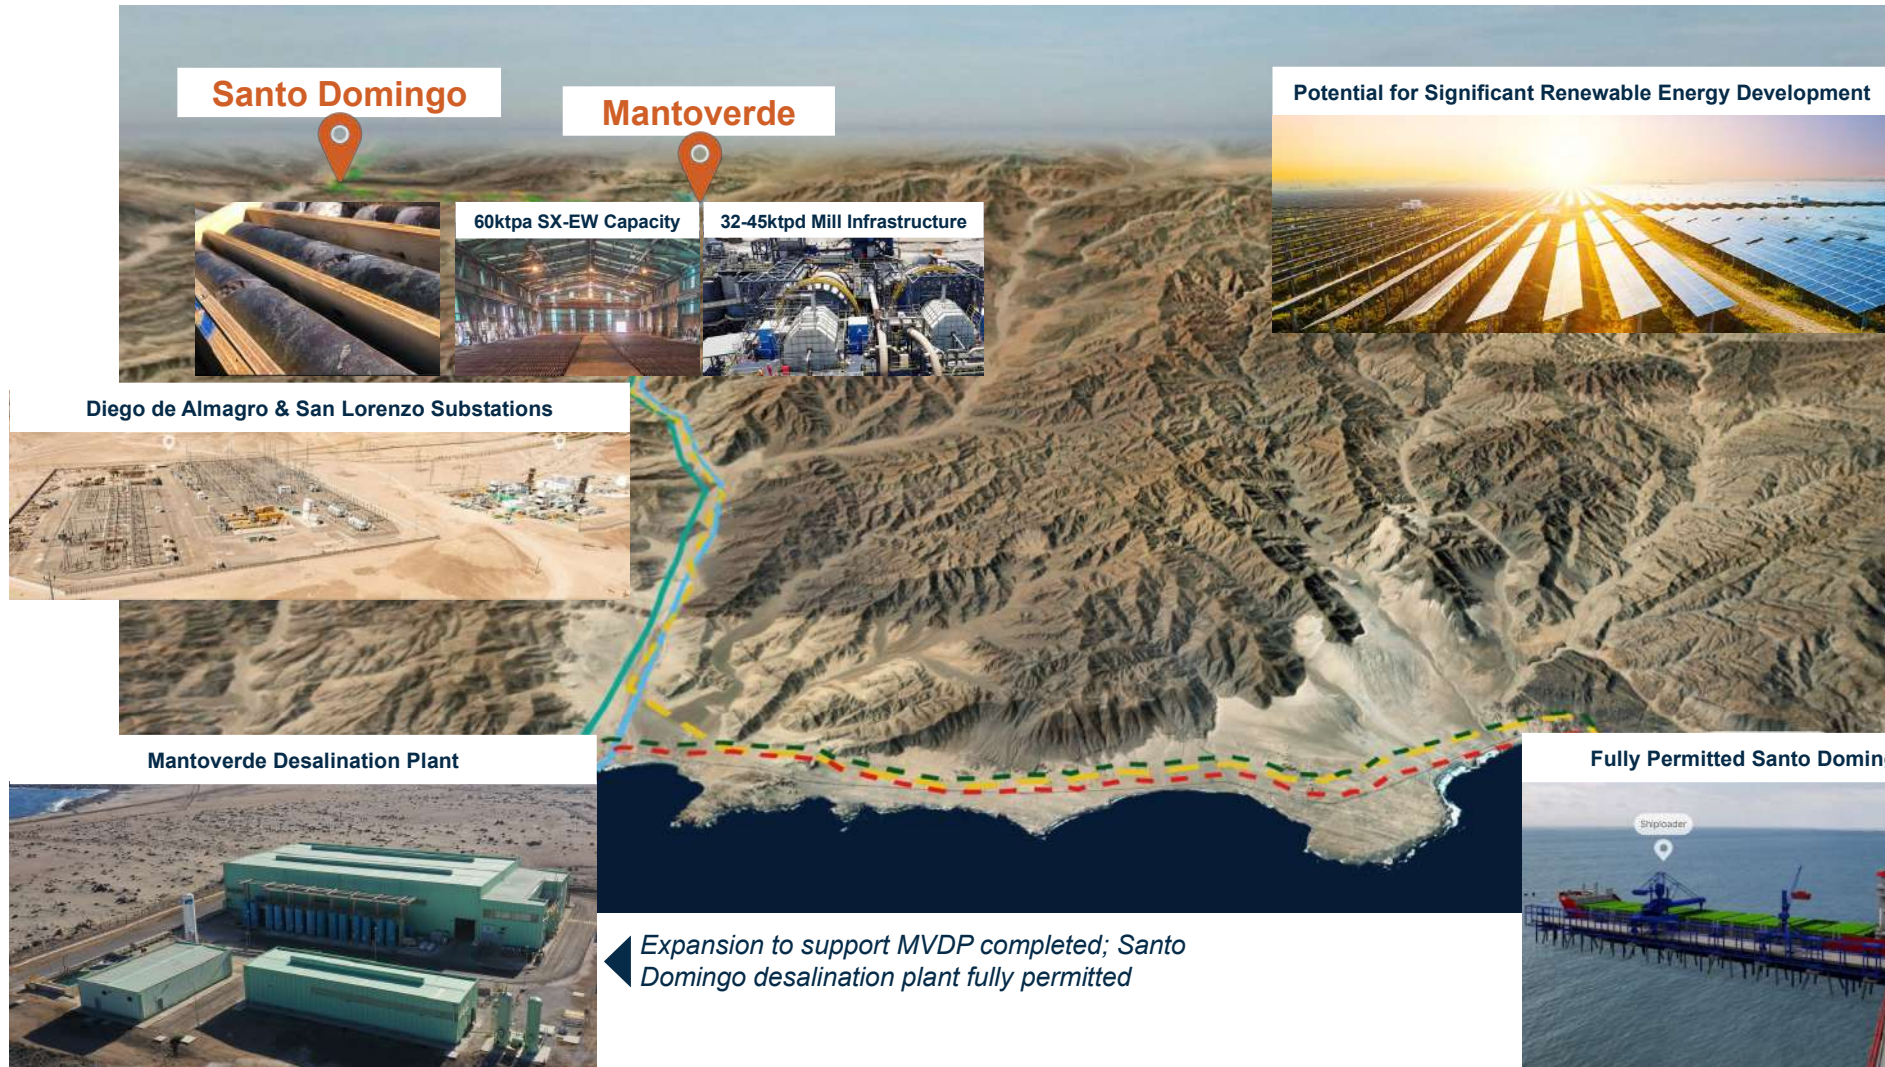 Santo Domingo
Mantoverde
Potential for Significant Renewable Energy Development
60ktpa SX-EW Capacity
32-45ktpd Mill Infrastructure
Diego de Almagro & San Lorenzo Substations
Mantoverde Desalination Plant
Fully Permitted Santo
Shiploader
Expansion to support MVDP completed; Santo
Domingo desalination plant fully permitted